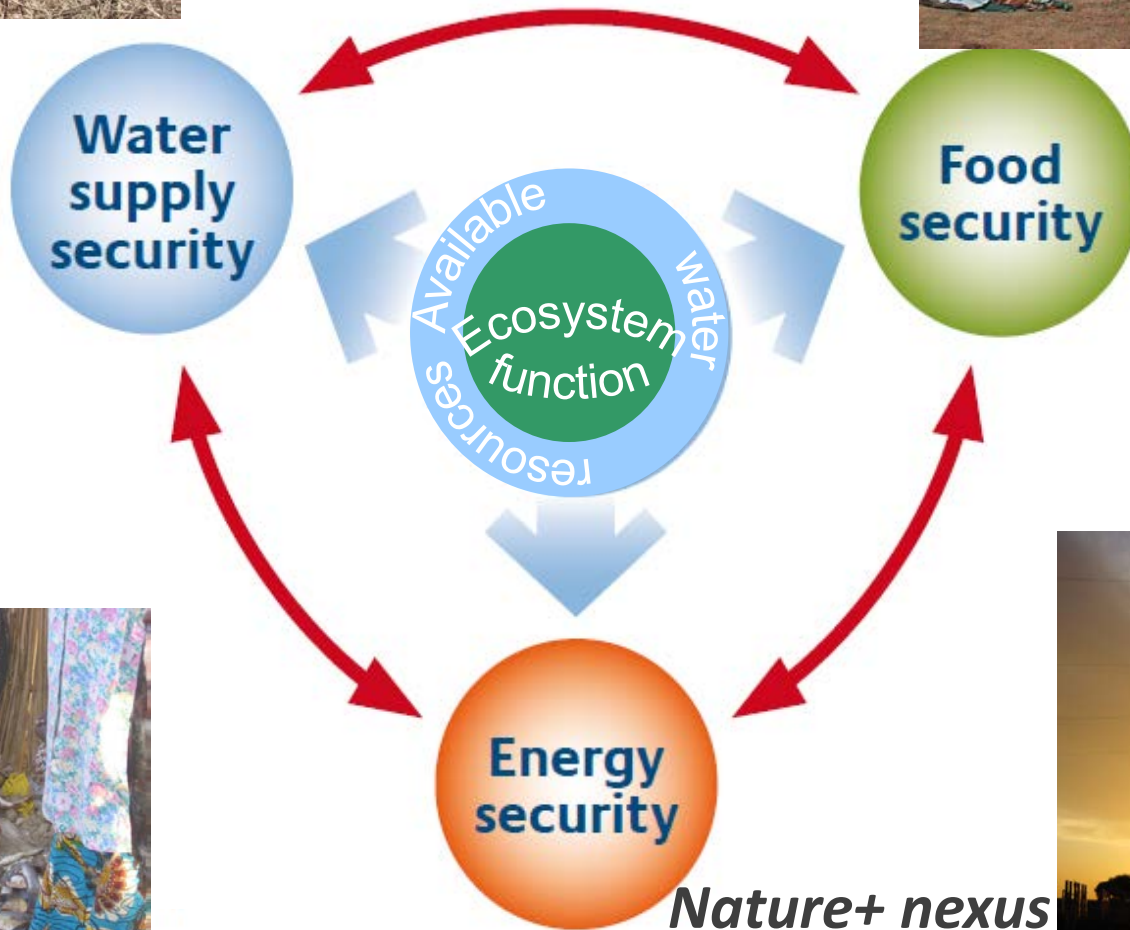 Water
supply
security
Food
security
Available water resources
Ecosystem
function
Energy
security
Nature+ nexus